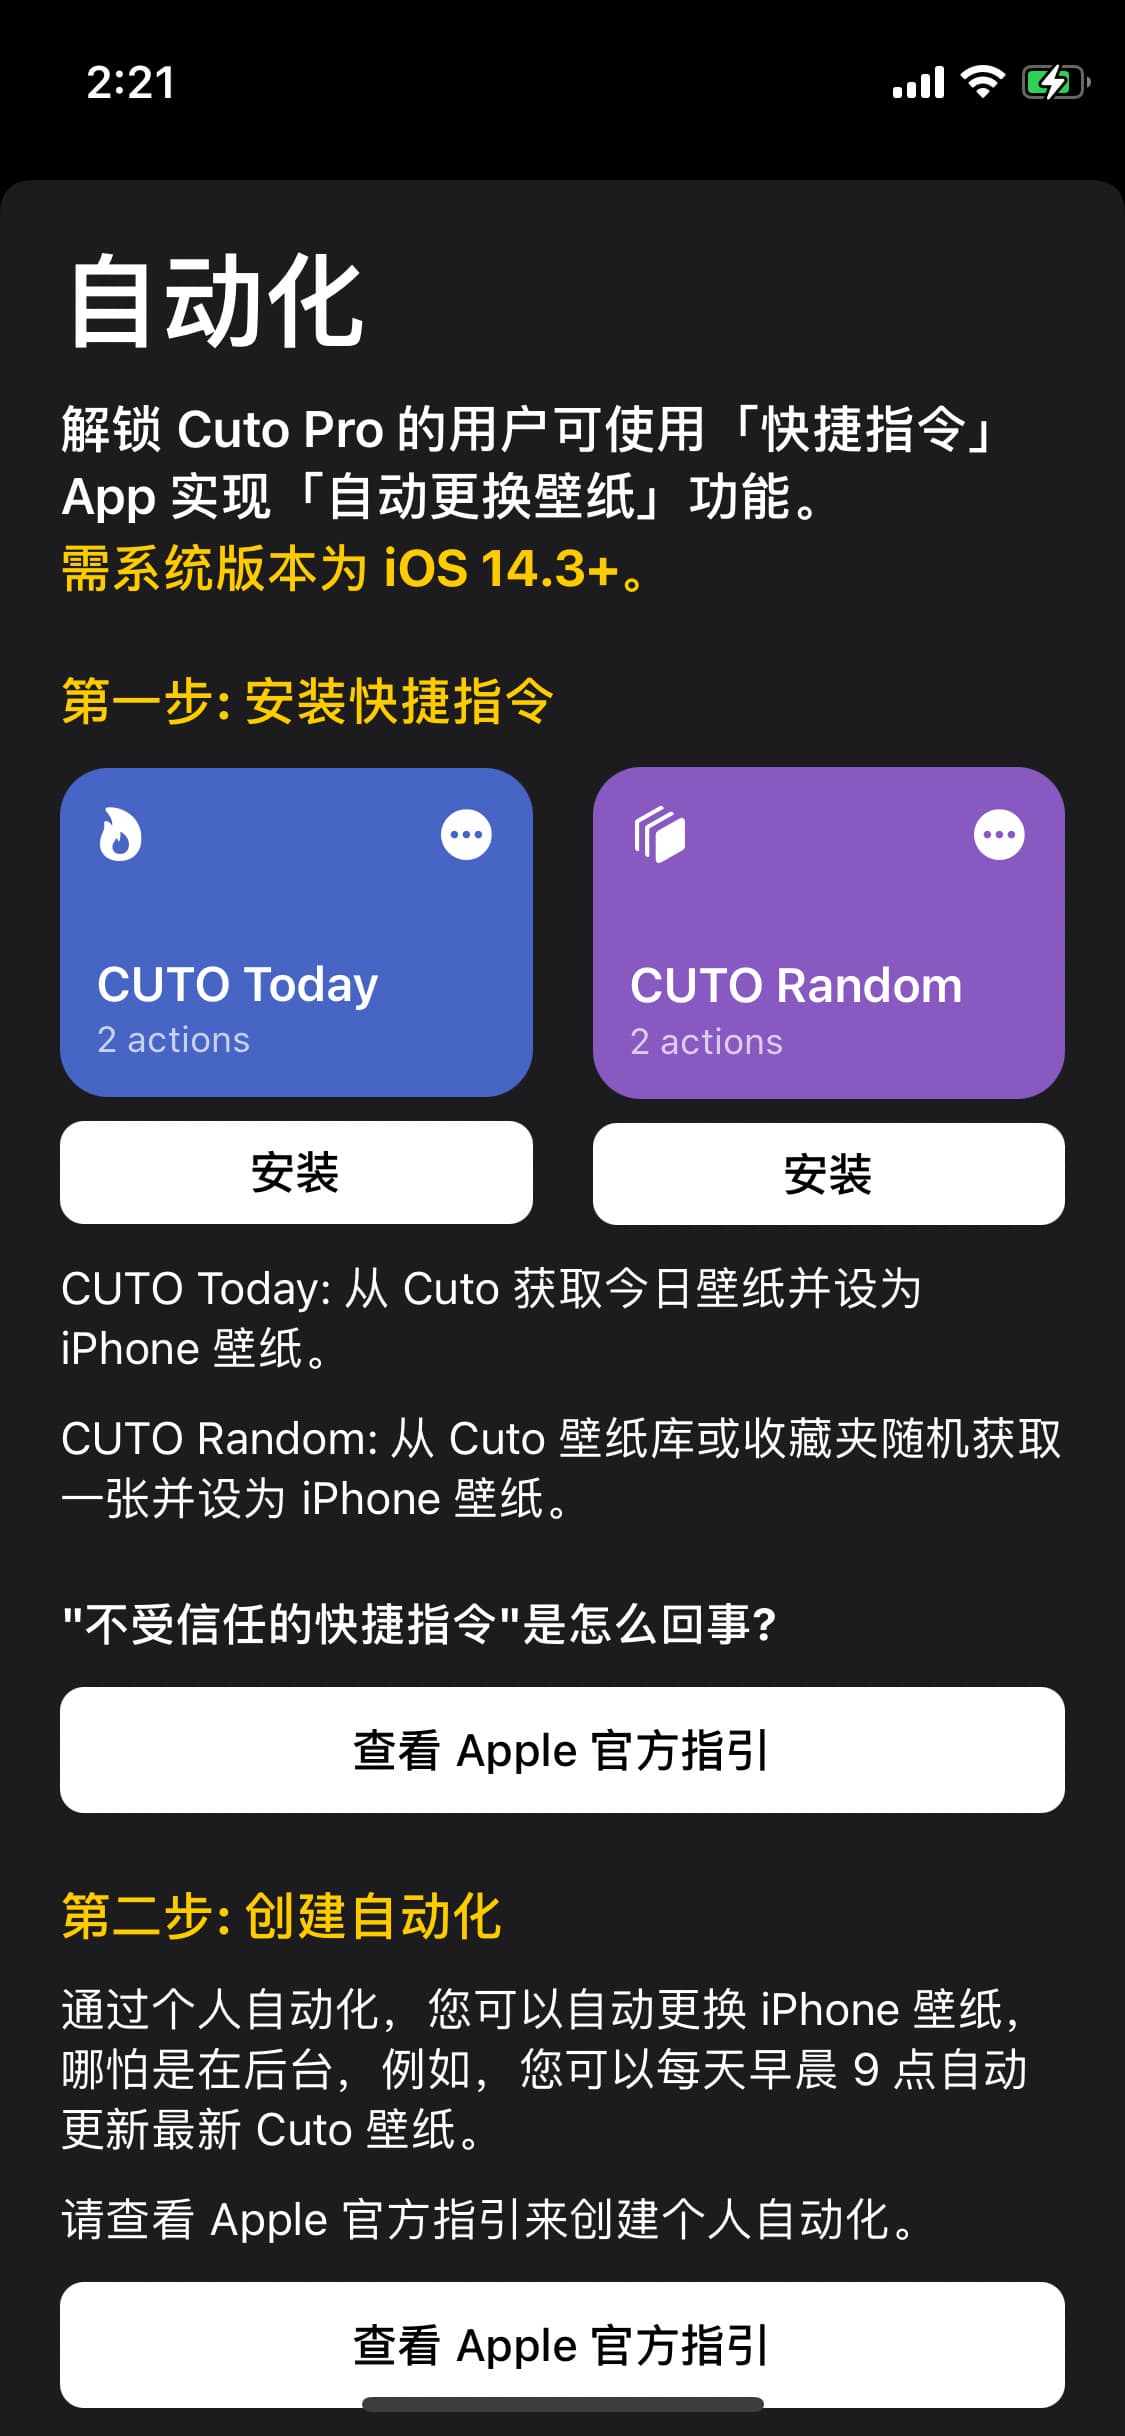 2:21
自动化
解锁 Cuto Pro 的用户可使用「快捷指令」
App 实现「自动更换壁纸」功能。
需系统版本为 iOS 14.3+。
第一步: 安装快捷指令
CUTO Today
2 actions
CUTO Random
2 actions
安装
安装
CUTO Today: 从 Cuto 获取今日壁纸并设为
iPhone 壁纸。
CUTO Random: 从 Cuto 壁纸库或收藏夹随机获取
一张并设为 iPhone 壁纸。
"不受信任的快捷指令"是怎么回事?
查看 Apple 官方指引
第二步: 创建自动化
通过个人自动化，您可以自动更换 iPhone 壁纸，
哪怕是在后台，例如，您可以每天早晨 9 点自动
更新最新 Cuto 壁纸。
请查看 Apple 官方指引来创建个人自动化。
查看 Apple 官方指引